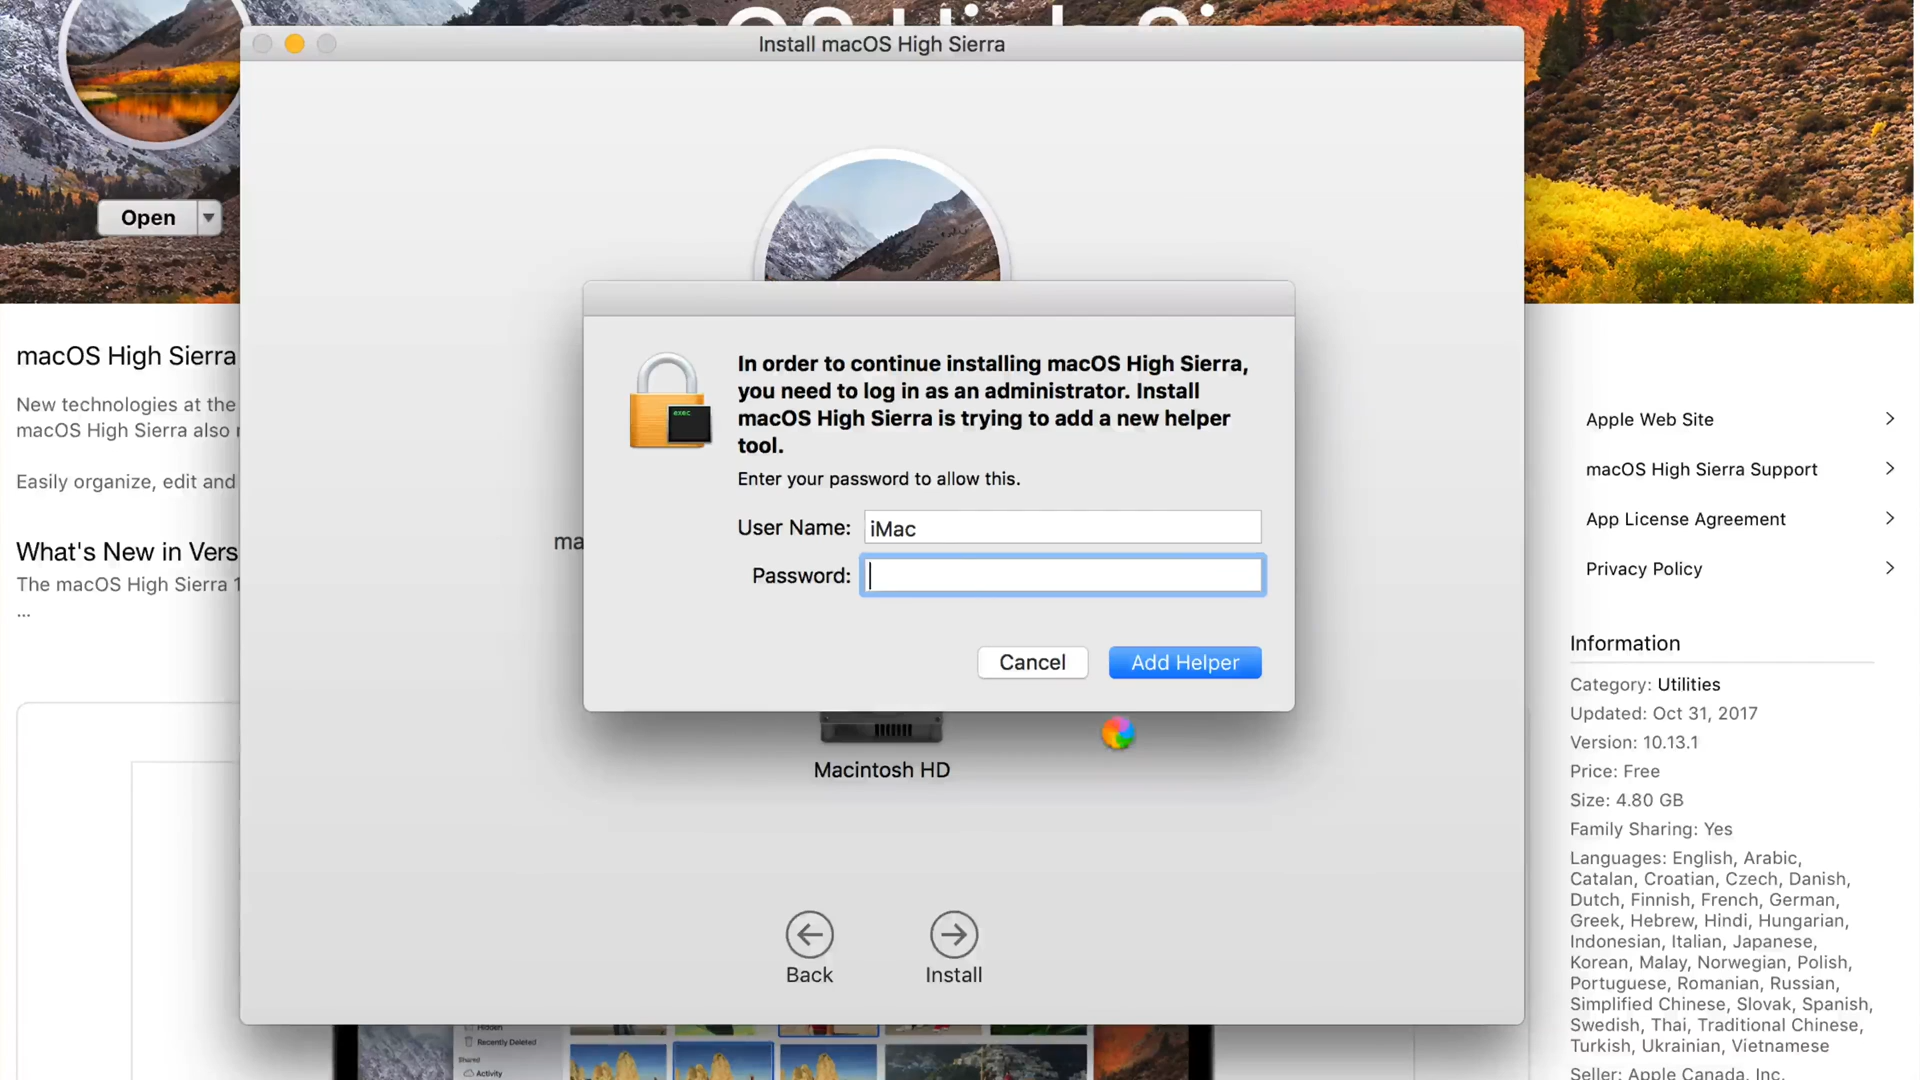 Install macOS High Sierra
Open
macOS High Sierra
New technologies at the
macOS High Sierra also
Easily organize, edit and
What's New in Vers
The macOS High Sierra 1
...
ma
In order to continue installing macOS High Sierra,
you need to log in as an administrator. Install
macOS High Sierra is trying to add a new helper
tool.
exec
Enter your password to allow this.
User Name: iMac
Password:
Cancel
Add Helper
Macintosh HD
Back
Install
Apple Web Site
macOS High Sierra Support
App License Agreement
Privacy Policy
Information
Category: Utilities
Updated: Oct 31, 2017
Version: 10.13.1
Price: Free
Size: 4.80 GB
Family Sharing: Yes
Languages: English, Arabic,
Catalan, Croatian, Czech, Danish,
Dutch, Finnish, French, German,
Greek, Hebrew, Hindi, Hungarian,
Indonesian, Italian, Japanese,
Korean, Malay, Norwegian, Polish,
Portuguese, Romanian, Russian,
Simplified Chinese, Slovak, Spanish,
Swedish, Thai, Traditional Chinese,
Turkish, Ukrainian, Vietnamese
Seller: Apple Canada, Inc.
Hidden
Recently Deleted
Shared
Activity